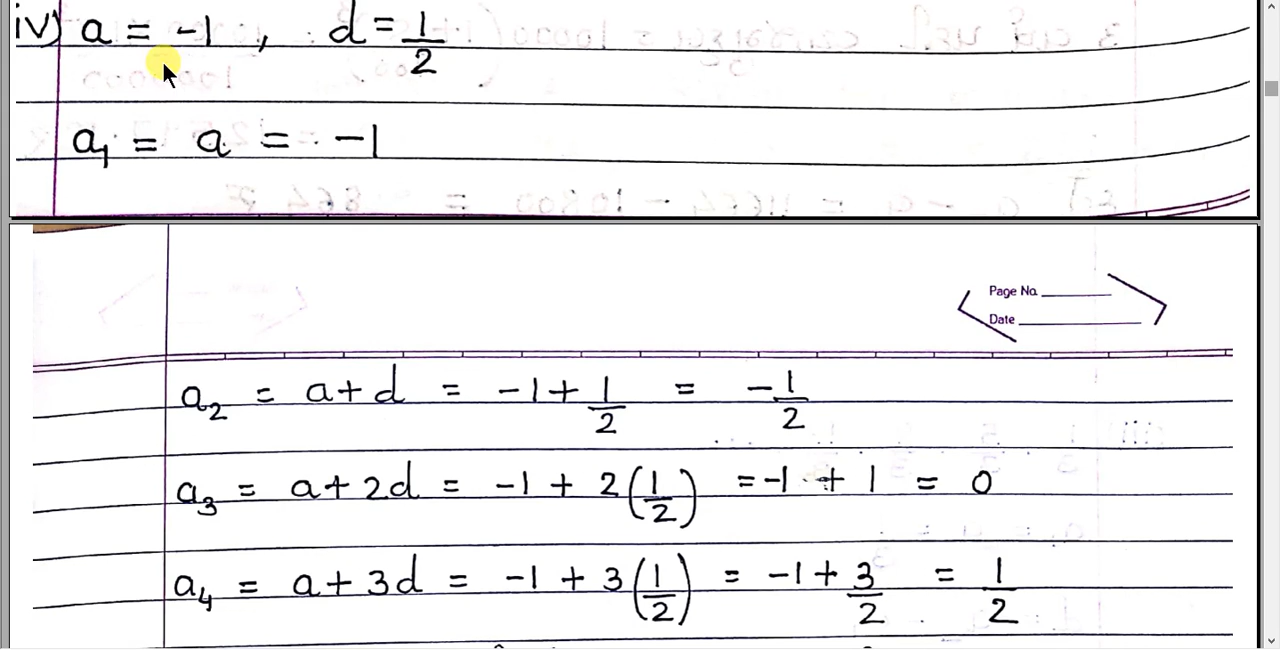 iv) a = -1 , d = 1/2
a₁ = a = -1
Page No.
Date
a₂ = a + d = -1 + 1/2 = -1/2
a₃ = a + 2d = -1 + 2(1/2) = -1 + 1 = 0
a₄ = a + 3d = -1 + 3(1/2) = -1 + 3/2 = 1/2